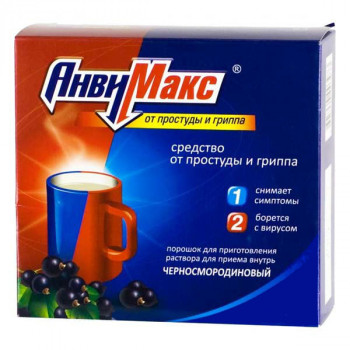 АнвиМакс®
от простуды и гриппа
средство
от простуды и гриппа
1 снимает
симптомы
2 борется
с вирусом
порошок для приготовления
раствора для приема внутрь
ЧЕРНОСМОРОДИНОВЫЙ